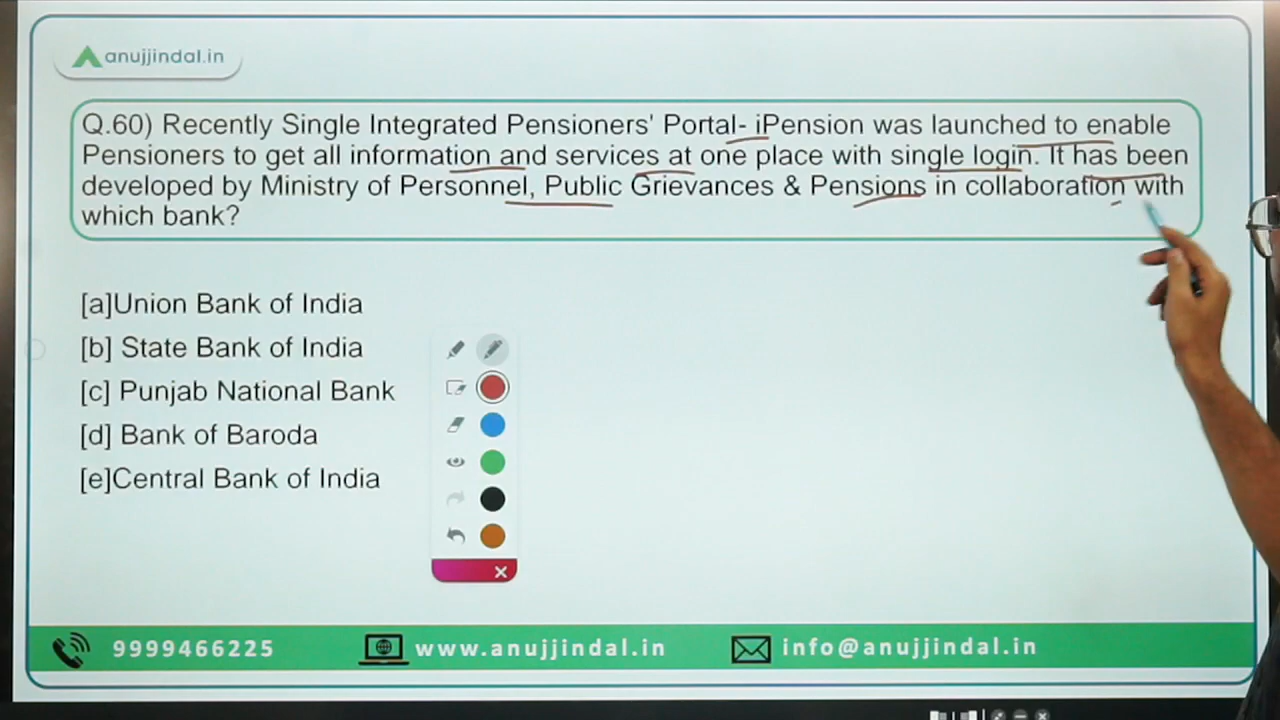 anujjindal.in
Q.60) Recently Single Integrated Pensioners' Portal- iPension was launched to enable
Pensioners to get all information and services at one place with single login. It has been
developed by Ministry of Personnel, Public Grievances & Pensions in collaboration with
which bank?
[a]Union Bank of India
[b] State Bank of India
[c] Punjab National Bank
[d] Bank of Baroda
[e]Central Bank of India
9999466225 www.anujjindal.in info@anujjindal.in